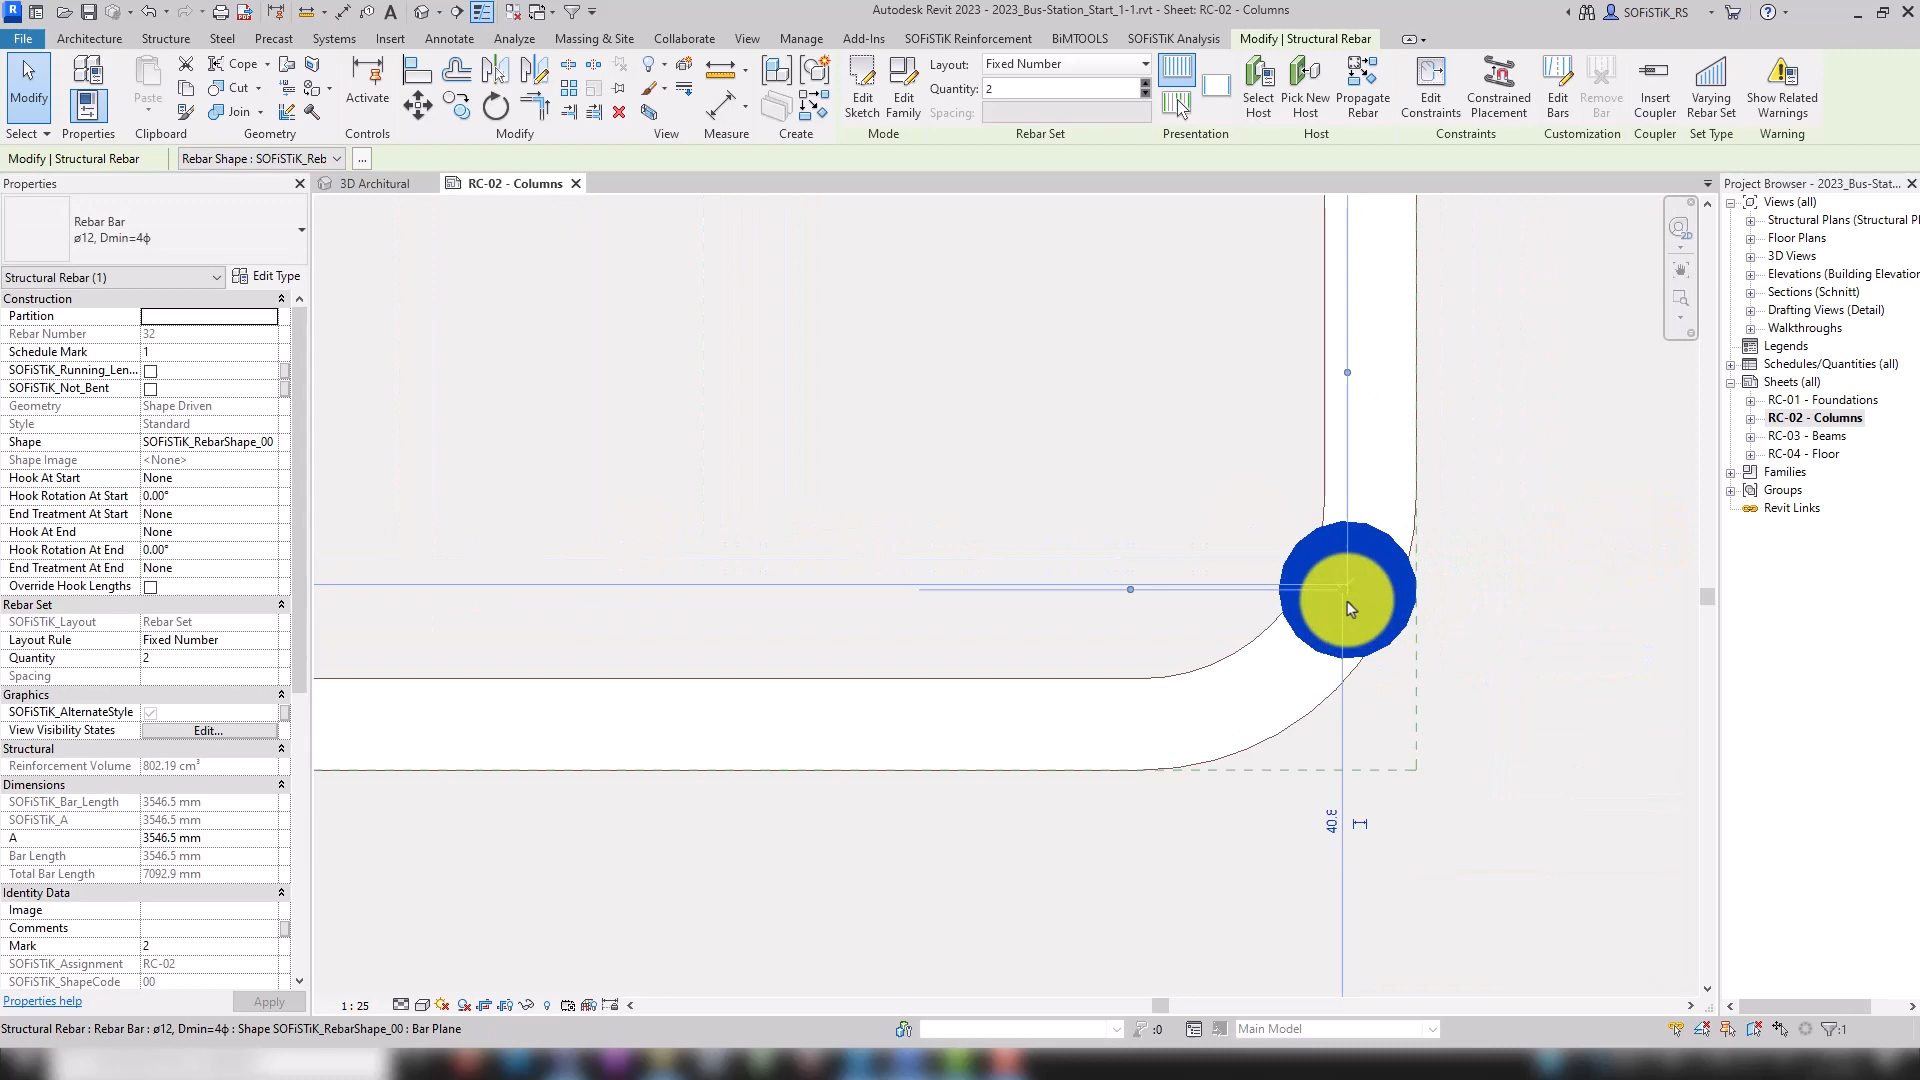 Autodesk Revit 2023 - 2023_Bus-Station_Start_1-1.rvt - Sheet: RC-02 - Columns
SOFiSTiK_RS
File Architecture Structure Steel Precast Systems Insert Annotate Analyze Massing & Site Collaborate View Manage Add-Ins SOFiSTiK Reinforcement BiMTOOLS SOFiSTiK Analysis Modify | Structural Rebar
Modify
Select
Properties
Paste
Clipboard
Cope
Cut
Join
Geometry
Activate
Controls
Modify
View
Measure
Create
Edit Sketch
Edit Family
Mode
Layout: Fixed Number
Quantity: 2
Spacing:
Rebar Set
Presentation
Select Host
Pick New Host
Propagate Rebar
Host
Edit Constraints
Constrained Placement
Constraints
Edit Bars
Remove Bar
Customization
Insert Coupler
Coupler
Varying Rebar Set
Set Type
Show Related Warnings
Warning
Modify | Structural Rebar
Rebar Shape : SOFiSTiK_Reb
...
Properties
Rebar Bar
ø12, Dmin=4ϕ
Structural Rebar (1)
Edit Type
Construction
Partition
Rebar Number 32
Schedule Mark 1
SOFiSTiK_Running_Len...
SOFiSTiK_Not_Bent
Geometry Shape Driven
Style Standard
Shape SOFiSTiK_RebarShape_00
Shape Image <None>
Hook At Start None
Hook Rotation At Start 0.00°
End Treatment At Start None
Hook At End None
Hook Rotation At End 0.00°
End Treatment At End None
Override Hook Lengths
Rebar Set
SOFiSTiK_Layout Rebar Set
Layout Rule Fixed Number
Quantity 2
Spacing
Graphics
SOFiSTiK_AlternateStyle
View Visibility States Edit...
Structural
Reinforcement Volume 802.19 cm³
Dimensions
SOFiSTiK_Bar_Length 3546.5 mm
SOFiSTiK_A 3546.5 mm
A 3546.5 mm
Bar Length 3546.5 mm
Total Bar Length 7092.9 mm
Identity Data
Image
Comments
Mark 2
SOFiSTiK_Assignment RC-02
SOFiSTiK_ShapeCode 00
Properties help
Apply
3D Architural
RC-02 - Columns
2D
40.8
1 : 25
Project Browser - 2023_Bus-Stat...
Views (all)
Structural Plans (Structural Pl
Floor Plans
3D Views
Elevations (Building Elevation
Sections (Schnitt)
Drafting Views (Detail)
Walkthroughs
Legends
Schedules/Quantities (all)
Sheets (all)
RC-01 - Foundations
RC-02 - Columns
RC-03 - Beams
RC-04 - Floor
Families
Groups
Revit Links
Structural Rebar : Rebar Bar : ø12, Dmin=4ϕ : Shape SOFiSTiK_RebarShape_00 : Bar Plane
:0
Main Model
:1